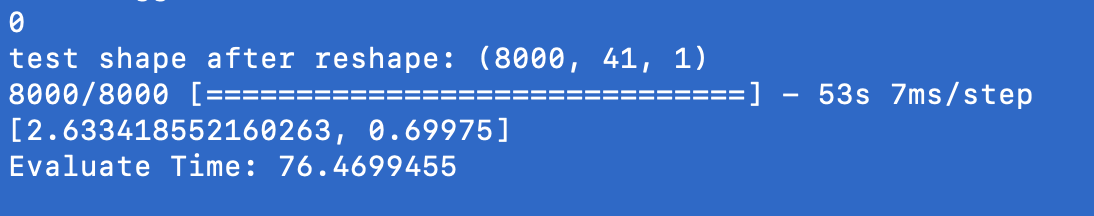 0
test shape after reshape: (8000, 41, 1)
8000/8000 [==============================] - 53s 7ms/step
[2.633418552160263, 0.69975]
Evaluate Time: 76.4699455